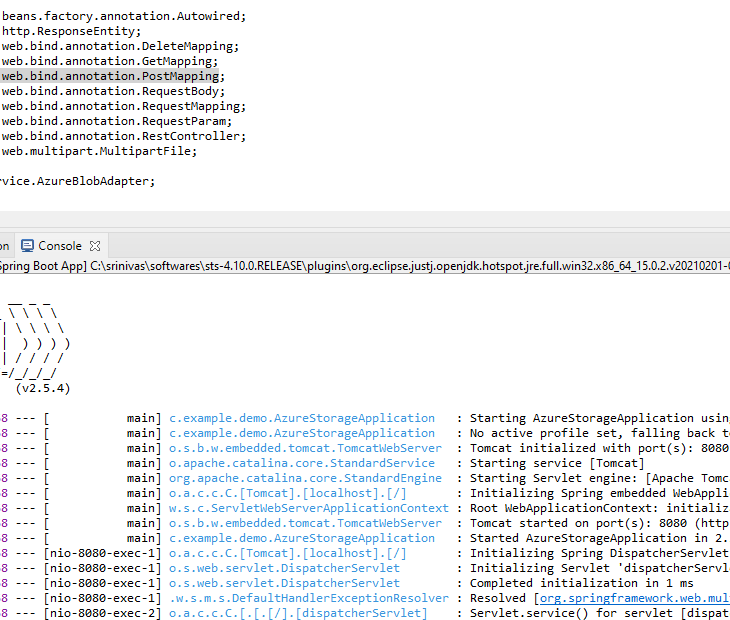 beans.factory.annotation.Autowired;
http.ResponseEntity;
web.bind.annotation.DeleteMapping;
web.bind.annotation.GetMapping;
web.bind.annotation.PostMapping;
web.bind.annotation.RequestBody;
web.bind.annotation.RequestMapping;
web.bind.annotation.RequestParam;
web.bind.annotation.RestController;
web.multipart.MultipartFile;
rvice.AzureBlobAdapter;
on Console
Spring Boot App] C:\srinivas\softwares\sts-4.10.0.RELEASE\plugins\org.eclipse.justj.openjdk.hotspot.jre.full.win32.x86_64_15.0.2.v20210201-0
__ _ _
\ \ \ \
| \ \ \ \
|  ) ) ) )
| / / / /
=/_/_/_/
(v2.5.4)
8 --- [           main] c.example.demo.AzureStorageApplication   : Starting AzureStorageApplication usin
8 --- [           main] c.example.demo.AzureStorageApplication   : No active profile set, falling back t
8 --- [           main] o.s.b.w.embedded.tomcat.TomcatWebServer  : Tomcat initialized with port(s): 8080
8 --- [           main] o.apache.catalina.core.StandardService   : Starting service [Tomcat]
8 --- [           main] org.apache.catalina.core.StandardEngine  : Starting Servlet engine: [Apache Tomc
8 --- [           main] o.a.c.c.C.[Tomcat].[localhost].[/]       : Initializing Spring embedded WebAppli
8 --- [           main] w.s.c.ServletWebServerApplicationContext : Root WebApplicationContext: initializ
8 --- [           main] o.s.b.w.embedded.tomcat.TomcatWebServer  : Tomcat started on port(s): 8080 (http
8 --- [           main] c.example.demo.AzureStorageApplication   : Started AzureStorageApplication in 2.
8 --- [nio-8080-exec-1] o.a.c.c.C.[Tomcat].[localhost].[/]       : Initializing Spring DispatcherServlet
8 --- [nio-8080-exec-1] o.s.web.servlet.DispatcherServlet        : Initializing Servlet 'dispatcherServl
8 --- [nio-8080-exec-1] o.s.web.servlet.DispatcherServlet        : Completed initialization in 1 ms
8 --- [nio-8080-exec-1] .w.s.m.s.DefaultHandlerExceptionResolver : Resolved [org.springframework.web.mul
8 --- [nio-8080-exec-2] o.a.c.c.C.[.[.[/].[dispatcherServlet]    : Servlet.service() for servlet [dispat